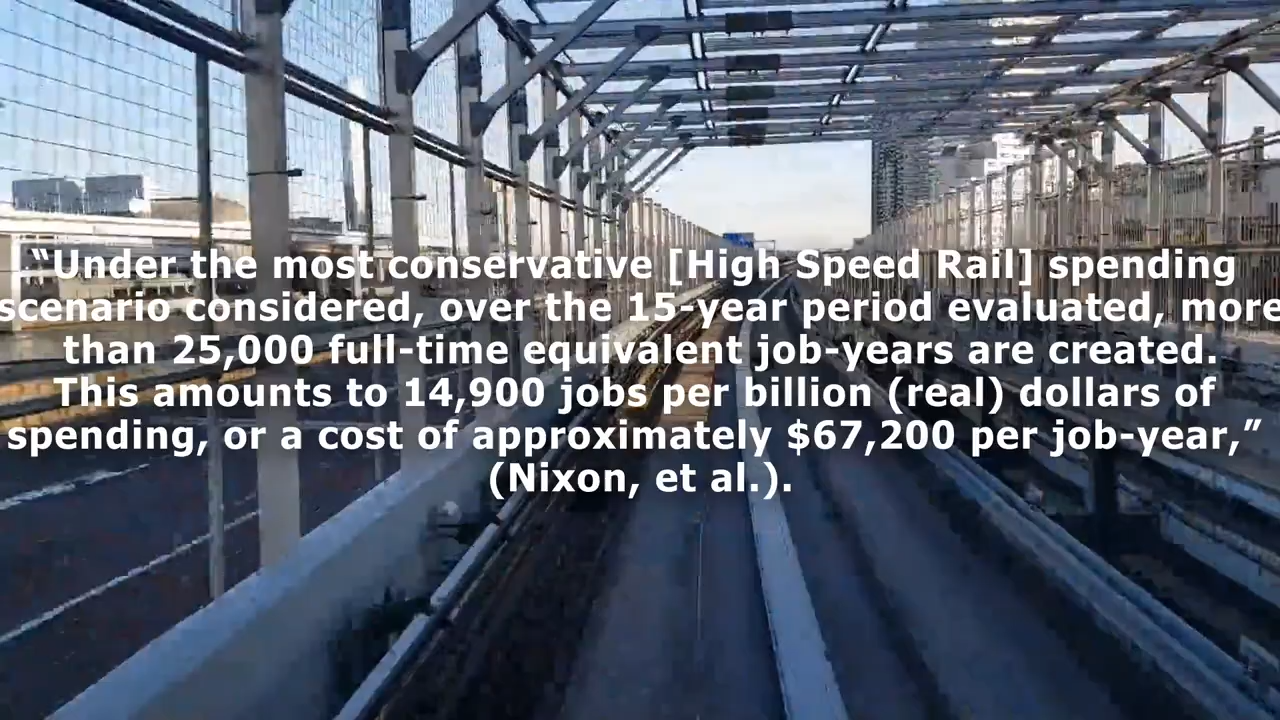 “Under the most conservative [High Speed Rail] spending
scenario considered, over the 15-year period evaluated, more
than 25,000 full-time equivalent job-years are created.
This amounts to 14,900 jobs per billion (real) dollars of
spending, or a cost of approximately $67,200 per job-year,”
(Nixon, et al.).